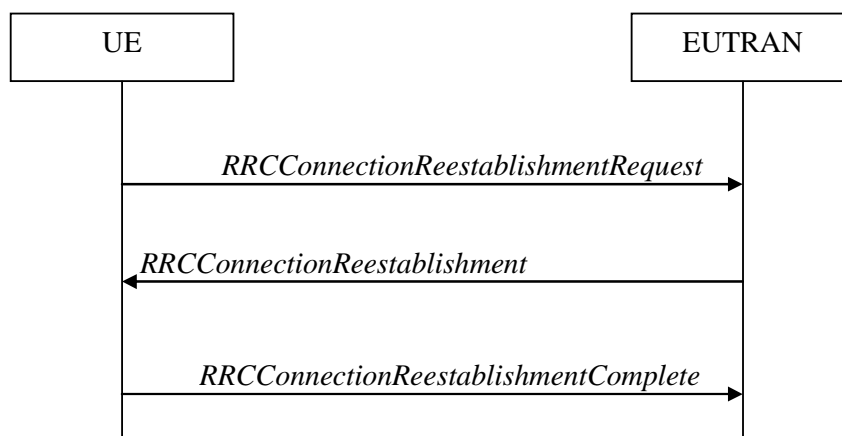 UE
EUTRAN
RRCConnectionReestablishmentRequest
RRCConnectionReestablishment
RRCConnectionReestablishmentComplete